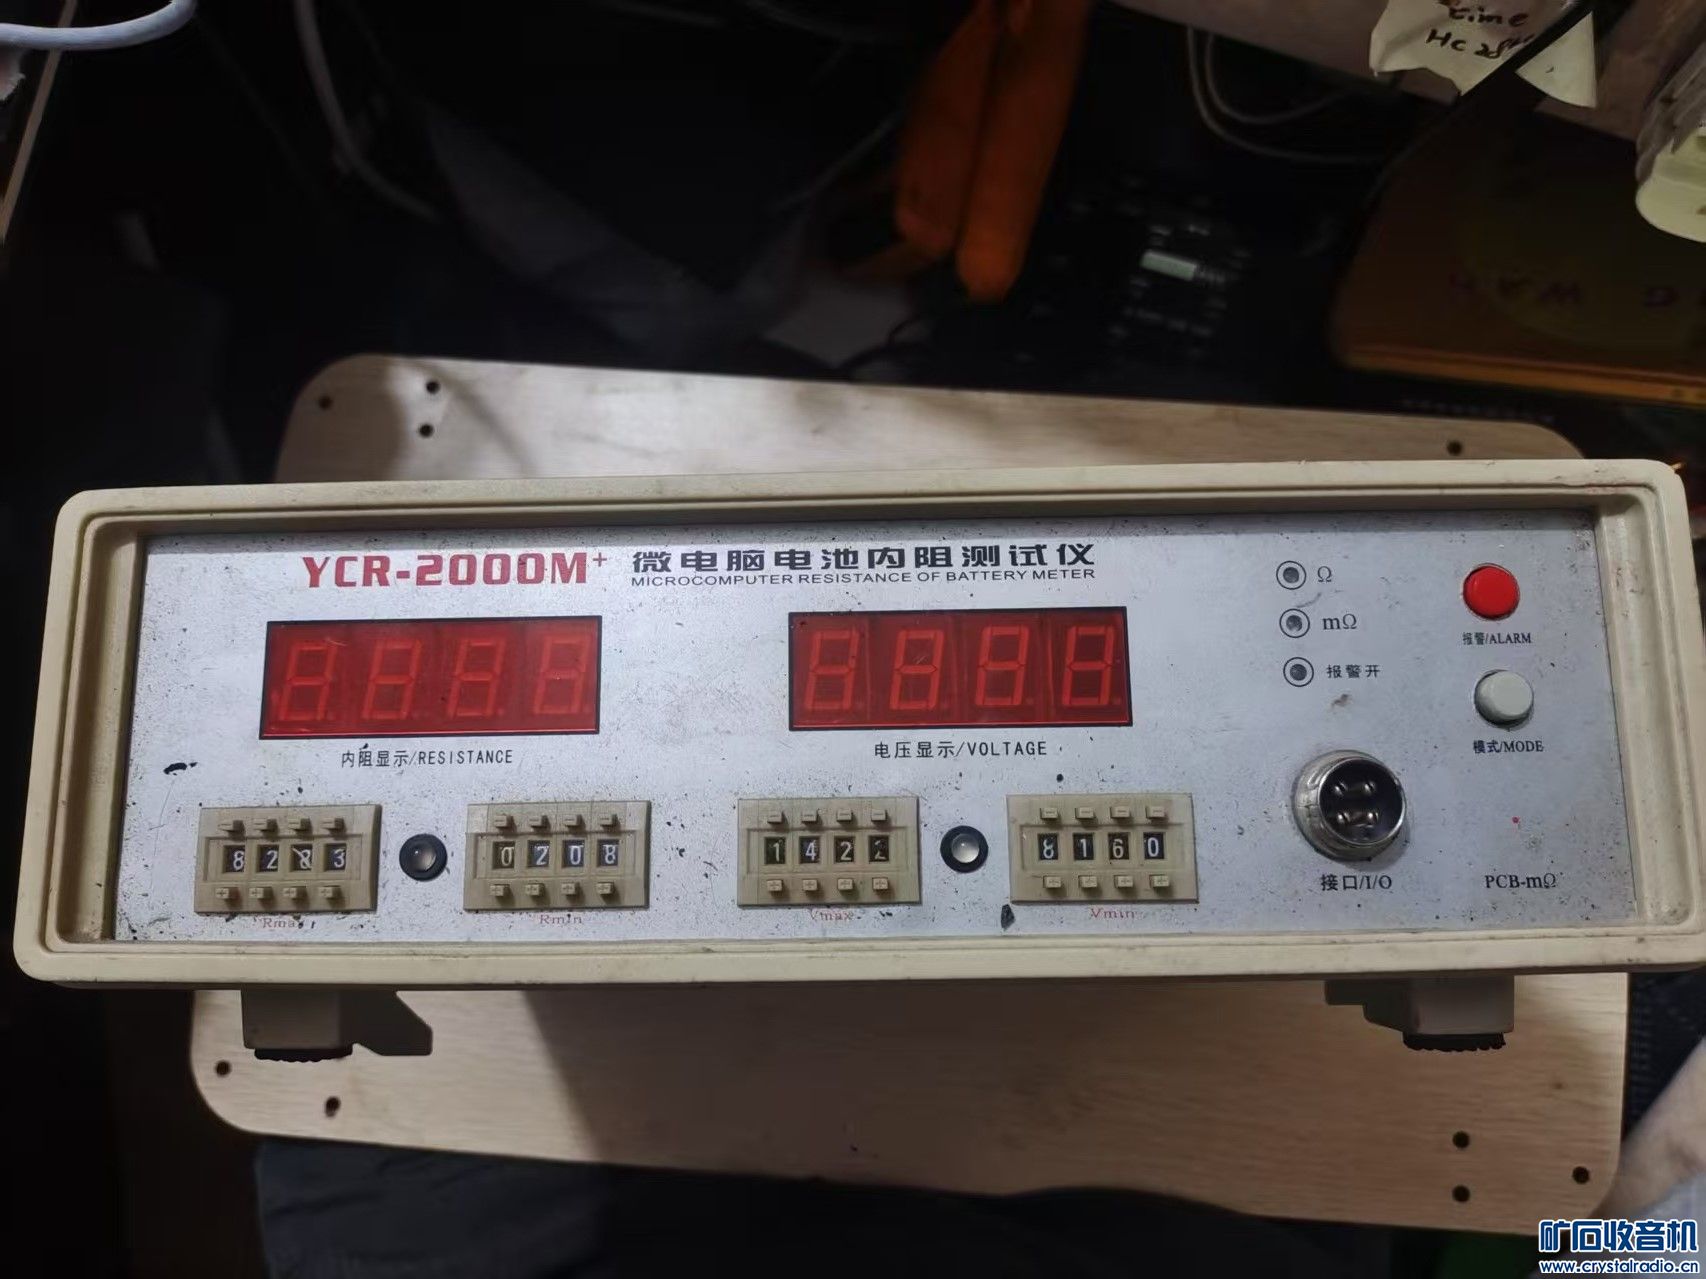 time
YCR-2000M+ 微电脑电池内阻测试仪
MICROCOMPUTER RESISTANCE OF BATTERY METER
Ω
mΩ
报警开
报警/ALARM
模式/MODE
内阻显示/RESISTANCE
电压显示/VOLTAGE
8283
0208
1422
8160
Rmax
Rmin
Vmax
Vmin
接口/I/O
PCB-mΩ
矿石收音机
www.crystalradio.cn